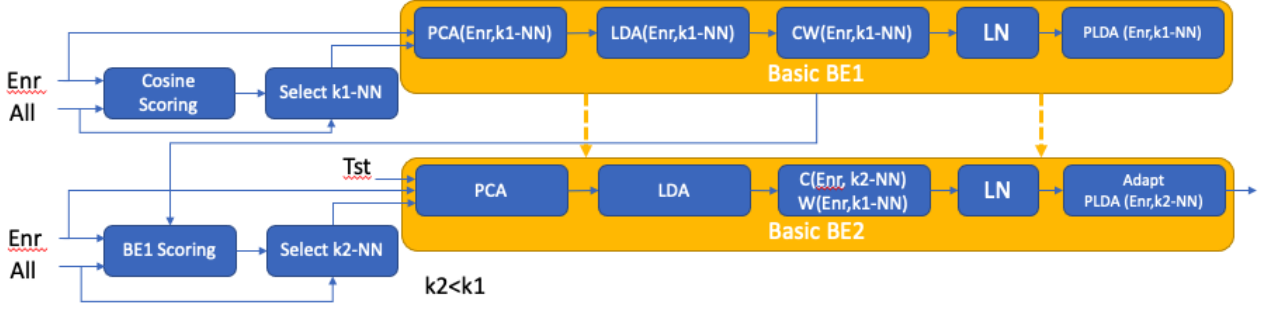 PCA(Enr,k1-NN)
LDA(Enr,k1-NN)
CW(Enr,k1-NN)
LN
PLDA (Enr,k1-NN)
Basic BE1
Enr
All
Cosine
Scoring
Select k1-NN
Tst
PCA
LDA
C(Enr, k2-NN)
W(Enr,k1-NN)
LN
Adapt
PLDA (Enr,k2-NN)
Basic BE2
Enr
All
BE1 Scoring
Select k2-NN
k2<k1